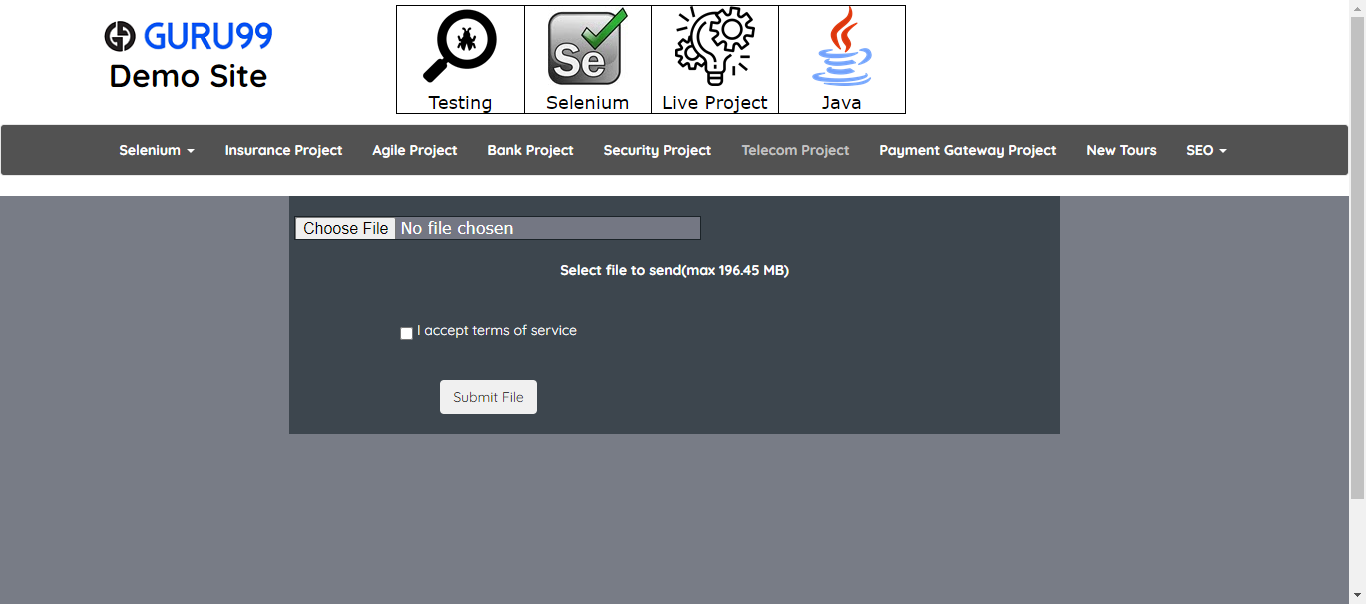 GURU99
Demo Site
Se
Testing Selenium Live Project Java
Selenium Insurance Project Agile Project Bank Project Security Project Telecom Project Payment Gateway Project New Tours SEO
Choose File No file chosen
Select file to send(max 196.45 MB)
I accept terms of service
Submit File